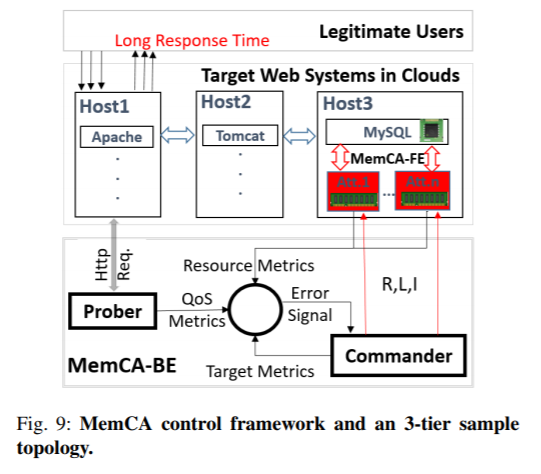 Legitimate Users
Long Response Time
Target Web Systems in Clouds
Host1
Host2
Host3
Apache
Tomcat
MySQL
MemCA-FE
Att.1
...
Att.n
Http
Req.
Resource Metrics
R,L,I
Prober
QoS
Metrics
Error
Signal
Commander
MemCA-BE
Target Metrics
Fig. 9: MemCA control framework and an 3-tier sample
topology.